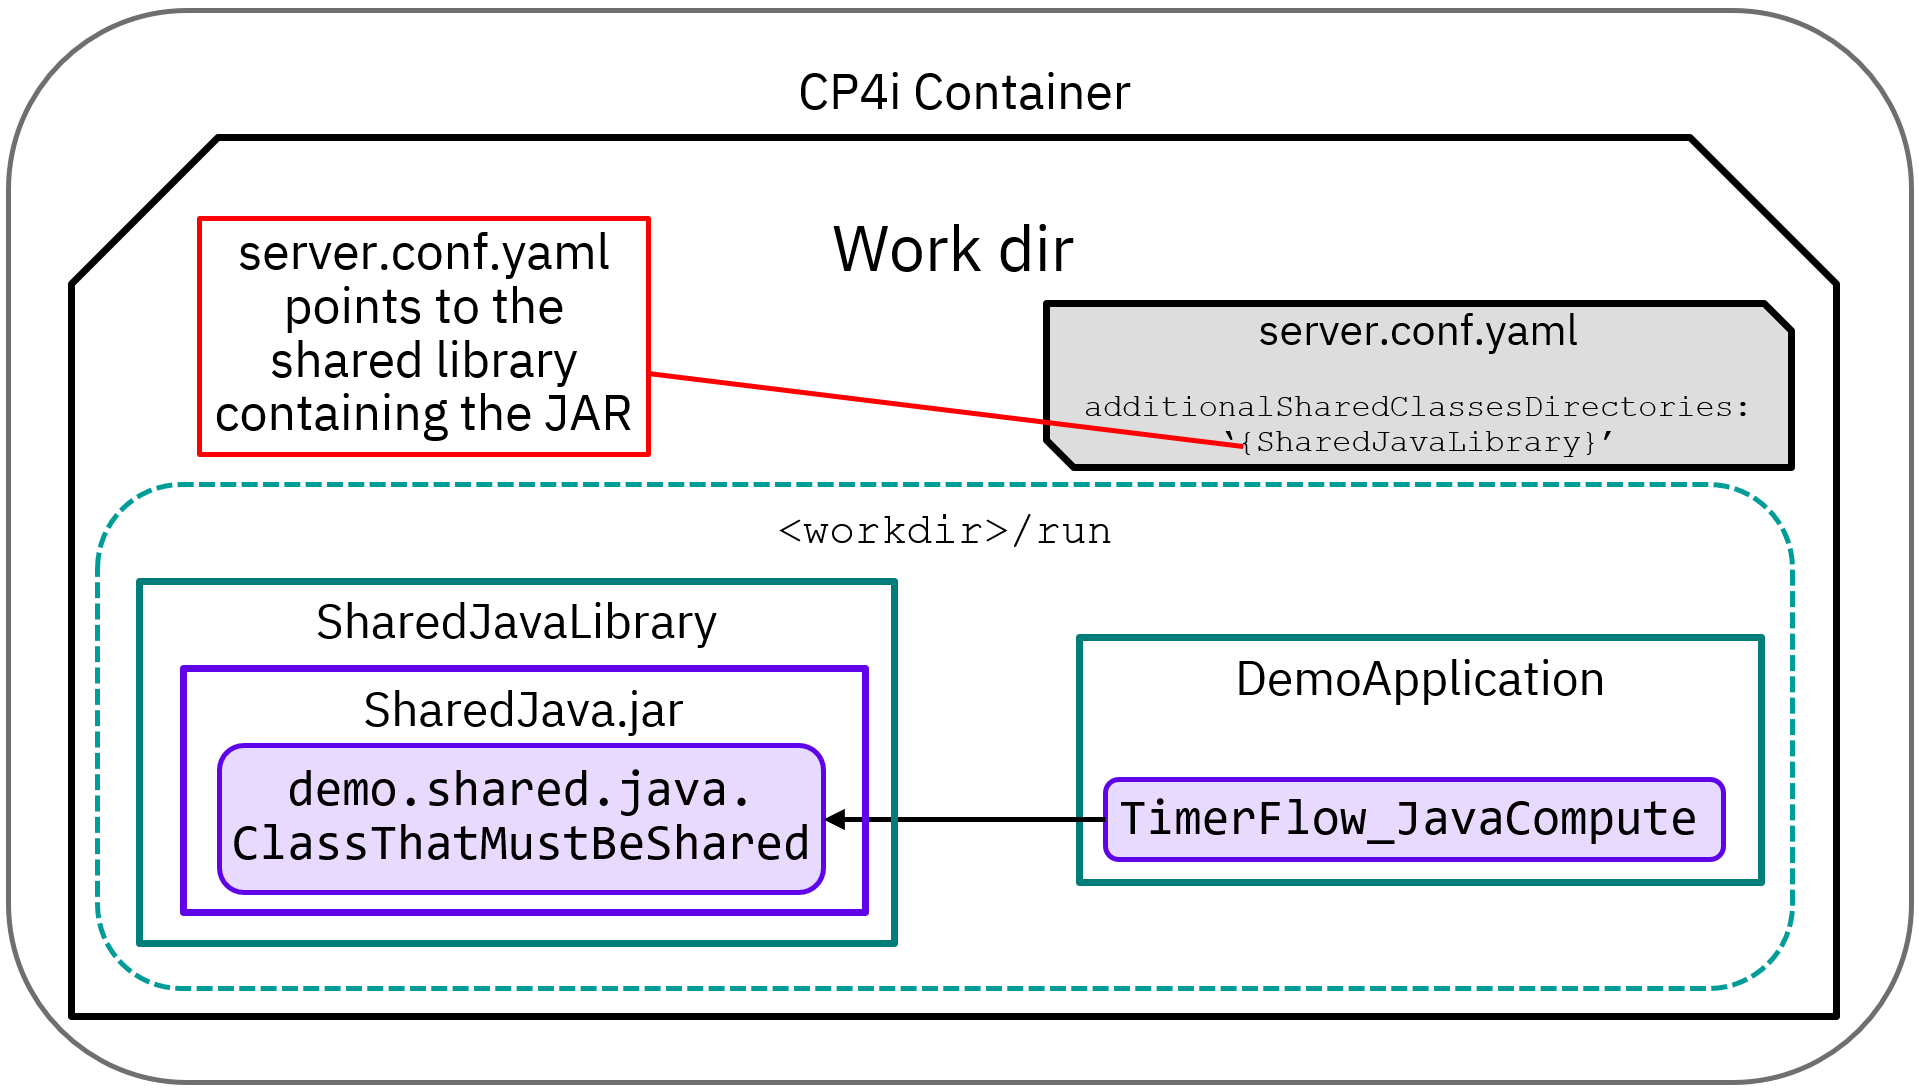 CP4i Container
Work dir
server.conf.yaml
points to the
shared library
containing the JAR
server.conf.yaml
additionalSharedClassesDirectories:
‘{SharedJavaLibrary}’
<workdir>/run
SharedJavaLibrary
SharedJava.jar
demo.shared.java.
ClassThatMustBeShared
DemoApplication
TimerFlow_JavaCompute